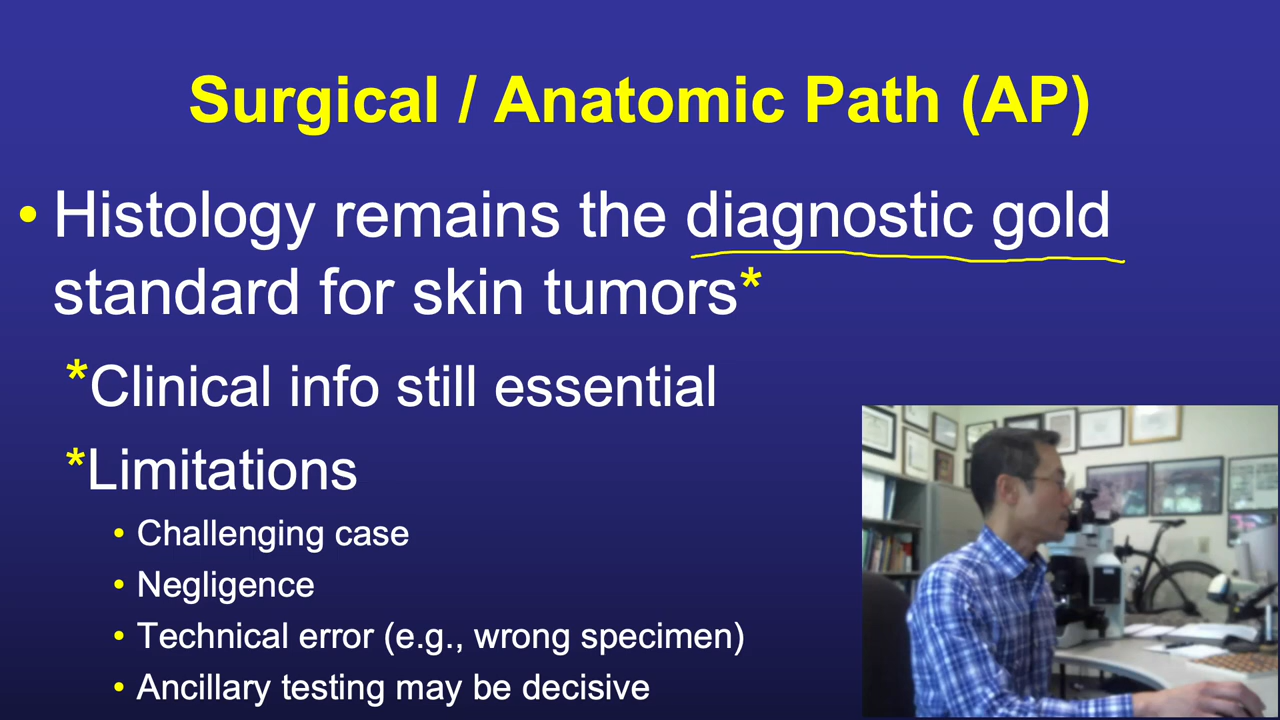 Surgical / Anatomic Path (AP)
• Histology remains the diagnostic gold
standard for skin tumors*
*Clinical info still essential
*Limitations
• Challenging case
• Negligence
• Technical error (e.g., wrong specimen)
• Ancillary testing may be decisive